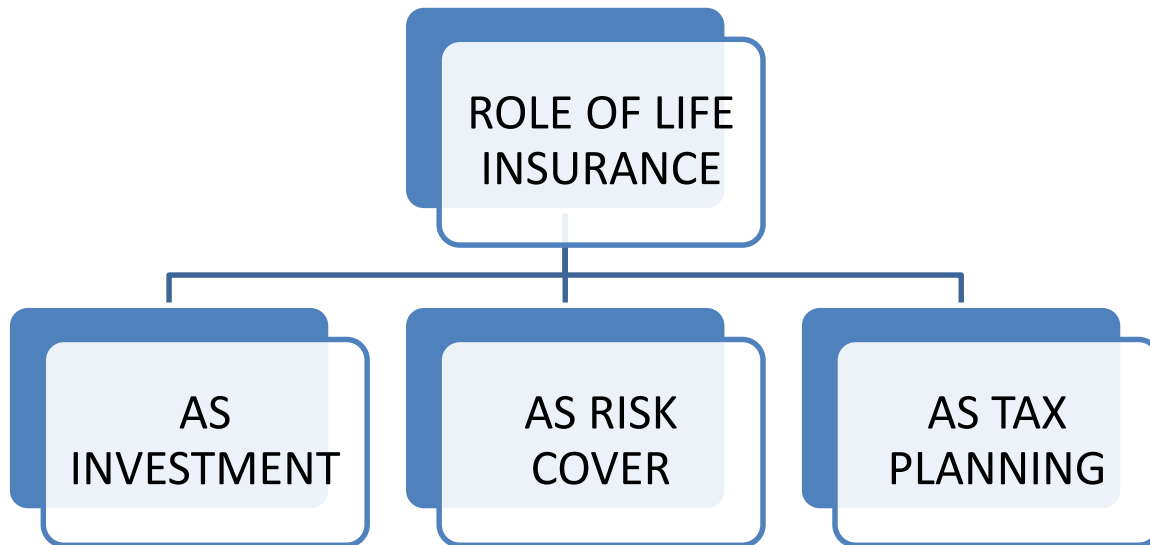 ROLE OF LIFE
INSURANCE
AS
INVESTMENT
AS RISK
COVER
AS TAX
PLANNING